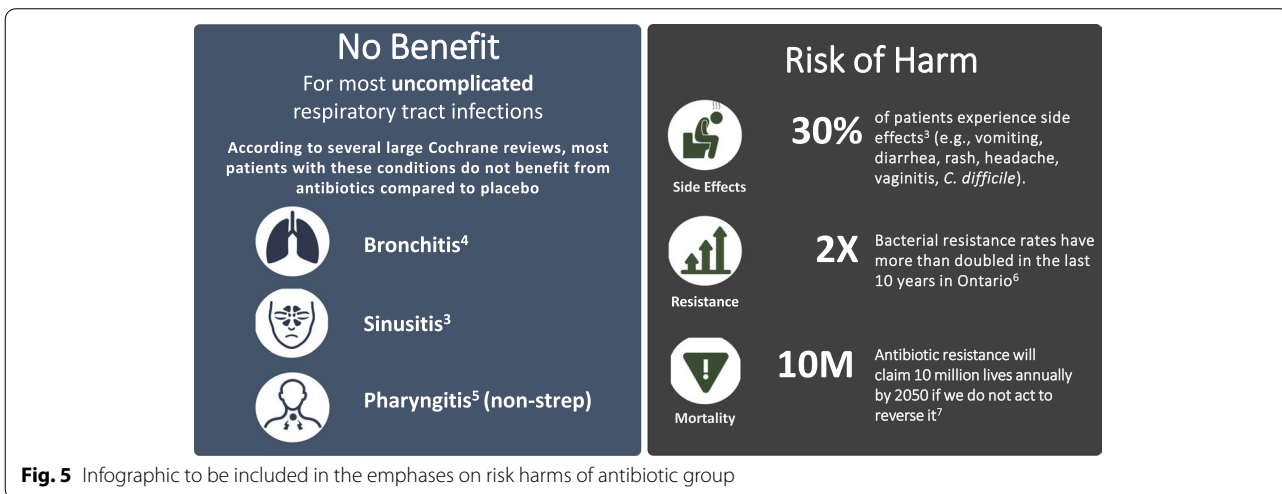 No Benefit
For most uncomplicated
respiratory tract infections
According to several large Cochrane reviews, most
patients with these conditions do not benefit from
antibiotics compared to placebo
Bronchitis⁴
Sinusitis³
Pharyngitis⁵ (non-strep)
Risk of Harm
Side Effects
30%
of patients experience side
effects³ (e.g., vomiting,
diarrhea, rash, headache,
vaginitis, C. difficile).
Resistance
2X
Bacterial resistance rates have
more than doubled in the last
10 years in Ontario⁶
Mortality
10M
Antibiotic resistance will
claim 10 million lives annually
by 2050 if we do not act to
reverse it⁷
Fig. 5 Infographic to be included in the emphases on risk harms of antibiotic group